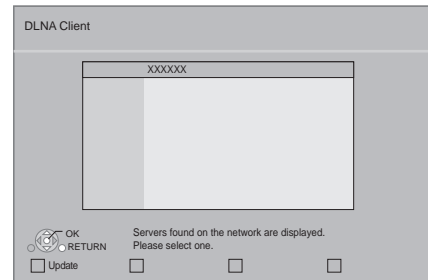 DLNA Client
XXXXXX
OK
RETURN
Servers found on the network are displayed.
Please select one.
Update